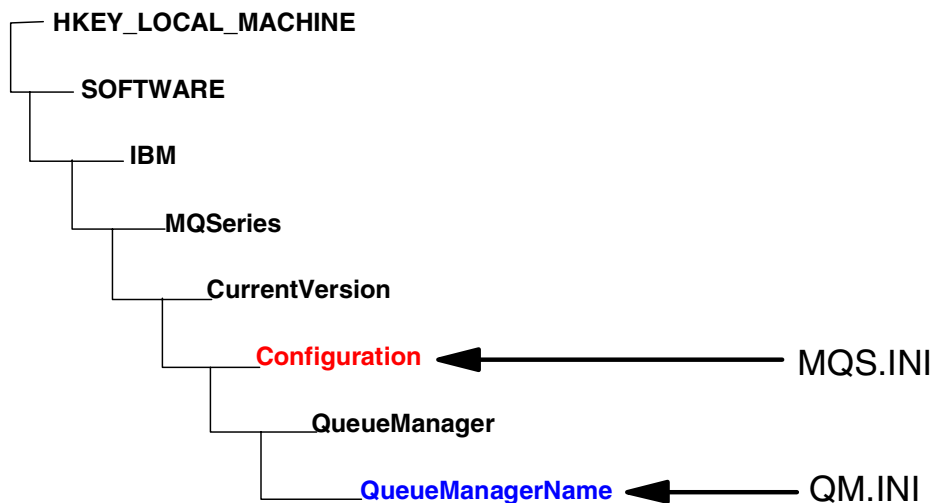 HKEY_LOCAL_MACHINE
SOFTWARE
IBM
MQSeries
CurrentVersion
Configuration
MQS.INI
QueueManager
QueueManagerName
QM.INI